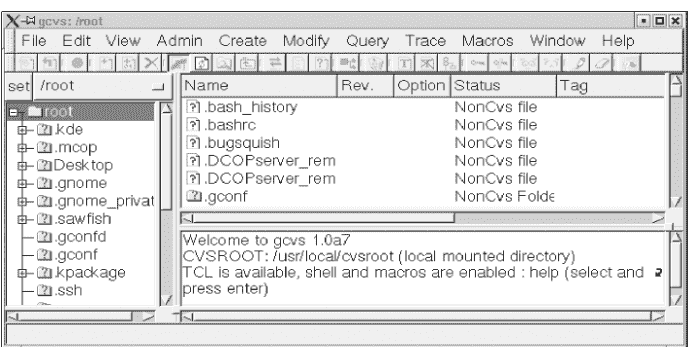 gcvs: /root
File Edit View Admin Create Modify Query Trace Macros Window Help
set /root
root
.kde
.mcop
Desktop
.gnome
.gnome_privat
.sawfish
.gconfd
.gconf
.kpackage
.ssh
Name Rev. Option Status Tag
.bash_history NonCvs file
.bashrc NonCvs file
.bugsquish NonCvs file
.DCOPserver_rem NonCvs file
.DCOPserver_rem NonCvs file
.gconf NonCvs Folde
Welcome to gcvs 1.0a7
CVSROOT: /usr/local/cvsroot (local mounted directory)
TCL is available, shell and macros are enabled : help (select and
press enter)